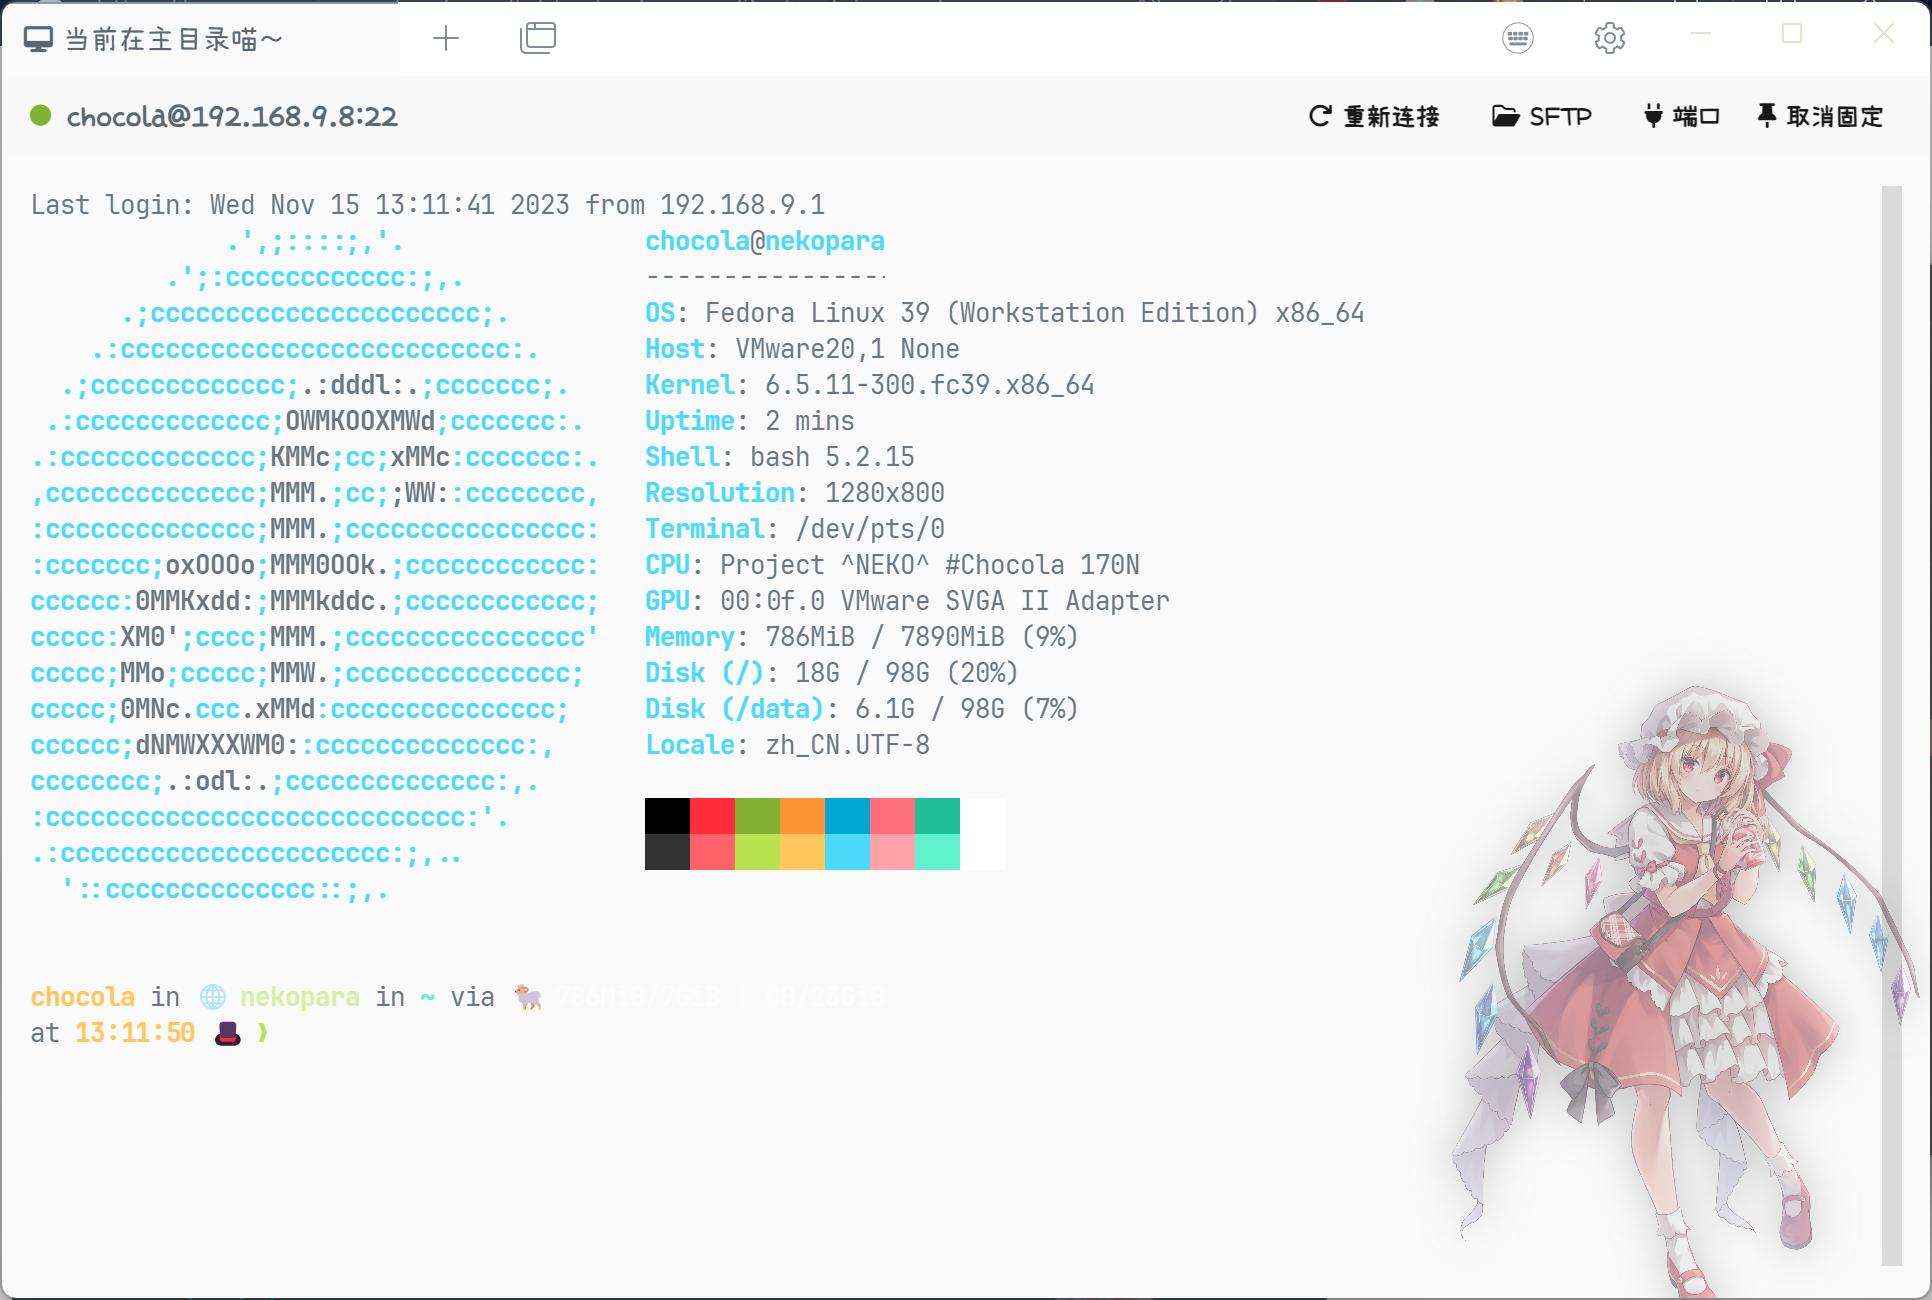 当前在主目录喵～
chocola@192.168.9.8:22
重新连接
SFTP
端口
取消固定
Last login: Wed Nov 15 13:11:41 2023 from 192.168.9.1
.',;::::;,'.
.';:cccccccccccc:;,.
.;cccccccccccccccccccccc;.
.:cccccccccccccccccccccccccc:.
.;ccccccccccccc;.:dddl:.;ccccccc;.
.:ccccccccccccc;OWMKOOXMWd;ccccccc:.
.:ccccccccccccc;KMMc;cc;xMMc:ccccccc:.
,cccccccccccccc;MMM.;cc;;WW::cccccccc,
:cccccccccccccc;MMM.;cccccccccccccccc:
:ccccccc;oxOOOo;MMM0OOk.;cccccccccccc:
cccccc:0MMKxdd:;MMMkddc.;cccccccccccc;
ccccc:XM0';cccc;MMM.;cccccccccccccccc'
ccccc;MMo;ccccc;MMW.;ccccccccccccccc;
ccccc;0MNc.ccc.xMMd:ccccccccccccccc;
cccccc;dNMWXXXWM0::cccccccccccccc:,
cccccccc;.:odl:.;cccccccccccccc:,.
:cccccccccccccccccccccccccccc:'.
.:cccccccccccccccccccccc:;,..
'::cccccccccccccc::;,.
chocola@nekopara
----------------
OS: Fedora Linux 39 (Workstation Edition) x86_64
Host: VMware20,1 None
Kernel: 6.5.11-300.fc39.x86_64
Uptime: 2 mins
Shell: bash 5.2.15
Resolution: 1280x800
Terminal: /dev/pts/0
CPU: Project ^NEKO^ #Chocola 170N
GPU: 00:0f.0 VMware SVGA II Adapter
Memory: 786MiB / 7890MiB (9%)
Disk (/): 18G / 98G (20%)
Disk (/data): 6.1G / 98G (7%)
Locale: zh_CN.UTF-8
chocola in 🌐 nekopara in ~ via 🐏 786MiB/7GiB | 0B/23GiB
at 13:11:50 🎩 ❯